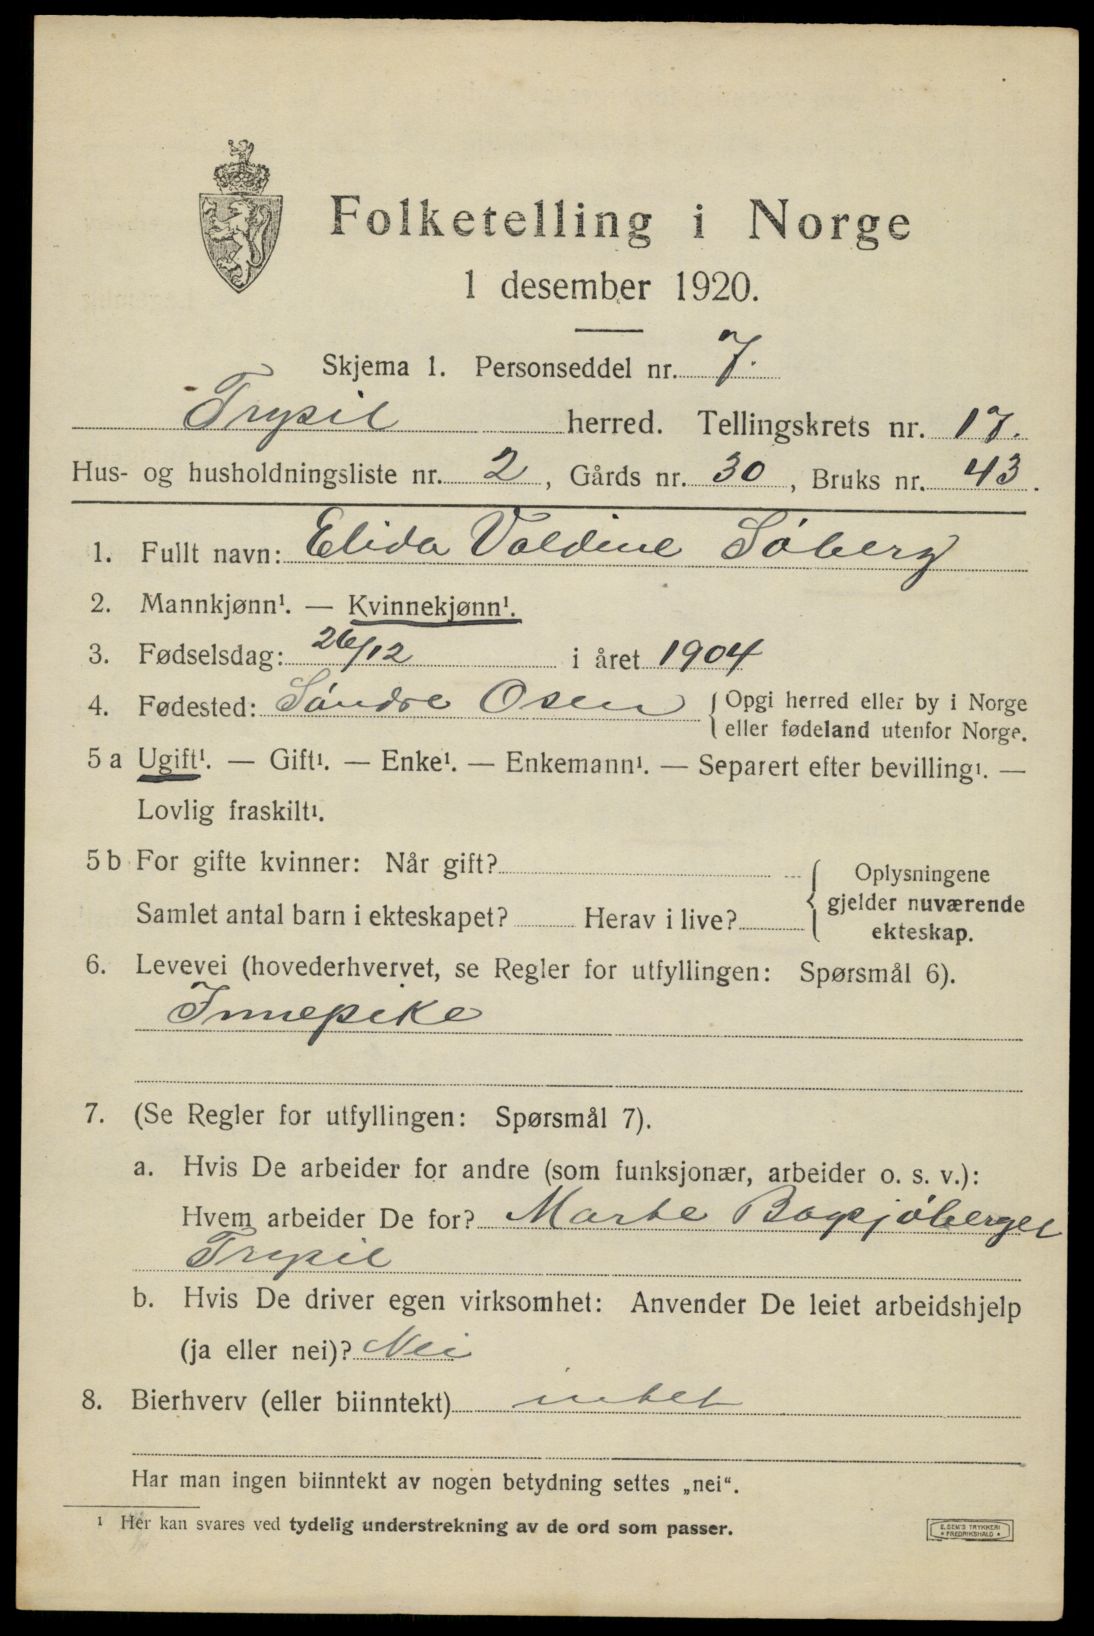 Folketelling i Norge
1 desember 1920.
Skjema 1. Personseddel nr. 7.
Trysil herred. Tellingskrets nr. 17.
Hus- og husholdningsliste nr. 2, Gårds nr. 30, Bruks nr. 43.
1. Fullt navn: Elida Valdine Søberg
2. Mannkjønn¹. — Kvinnekjønn¹.
3. Fødselsdag: 26/12 i året 1904
4. Fødested: Søndre Osen { Opgi herred eller by i Norge
eller fødeland utenfor Norge.
5 a Ugift¹. — Gift¹. — Enke¹. — Enkemann¹. — Separert efter bevilling¹. —
Lovlig fraskilt¹.
5 b For gifte kvinner: Når gift?
Samlet antal barn i ekteskapet? Herav i live?
{ Oplysningene
gjelder nuværende
ekteskap.
6. Levevei (hovederhvervet, se Regler for utfyllingen: Spørsmål 6).
Innepike
7. (Se Regler for utfyllingen: Spørsmål 7).
a. Hvis De arbeider for andre (som funksjonær, arbeider o. s. v.):
Hvem arbeider De for? Marte Bagsjøberget
Trysil
b. Hvis De driver egen virksomhet: Anvender De leiet arbeidshjelp
(ja eller nei)? Nei
8. Bierhverv (eller biinntekt) intet
Har man ingen biinntekt av nogen betydning settes „nei“.
¹ Her kan svares ved tydelig understrekning av de ord som passer.
E. SEM'S TRYKKERI
FREDRIKSHALD